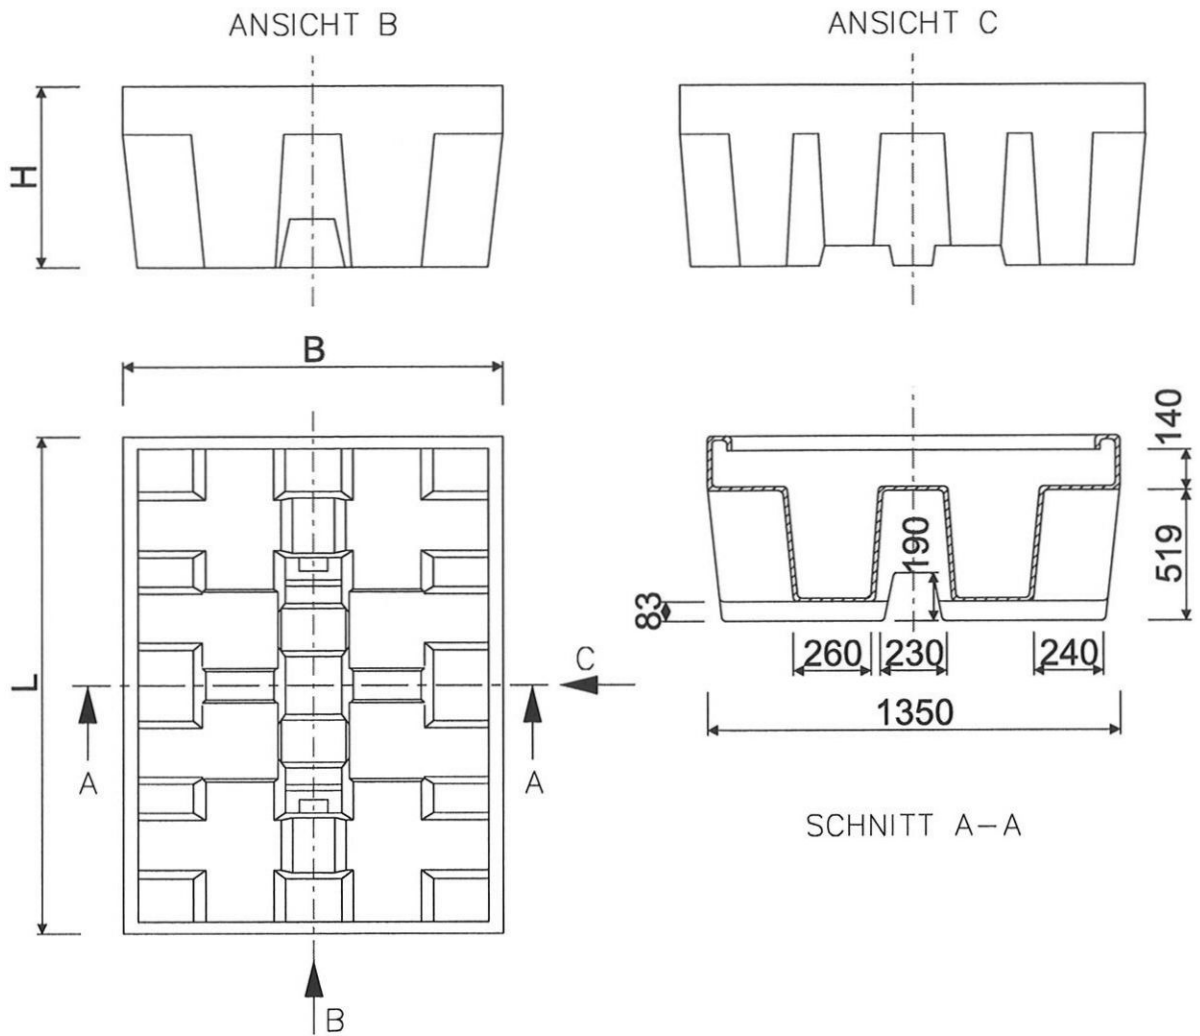 ANSICHT B
ANSICHT C
H
B
L
C
A
A
B
140
519
190
83
260
230
240
1350
SCHNITT A-A